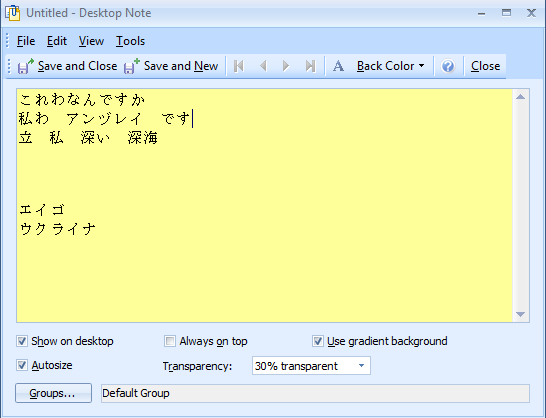 Untitled - Desktop Note
File Edit View Tools
Save and Close Save and New A Back Color ? Close
これわなんですか
私わ　アンヅレイ　です
立　私　深い　深海
エイゴ
ウクライナ
Show on desktop Always on top Use gradient background
Autosize Transparency: 30% transparent
Groups... Default Group